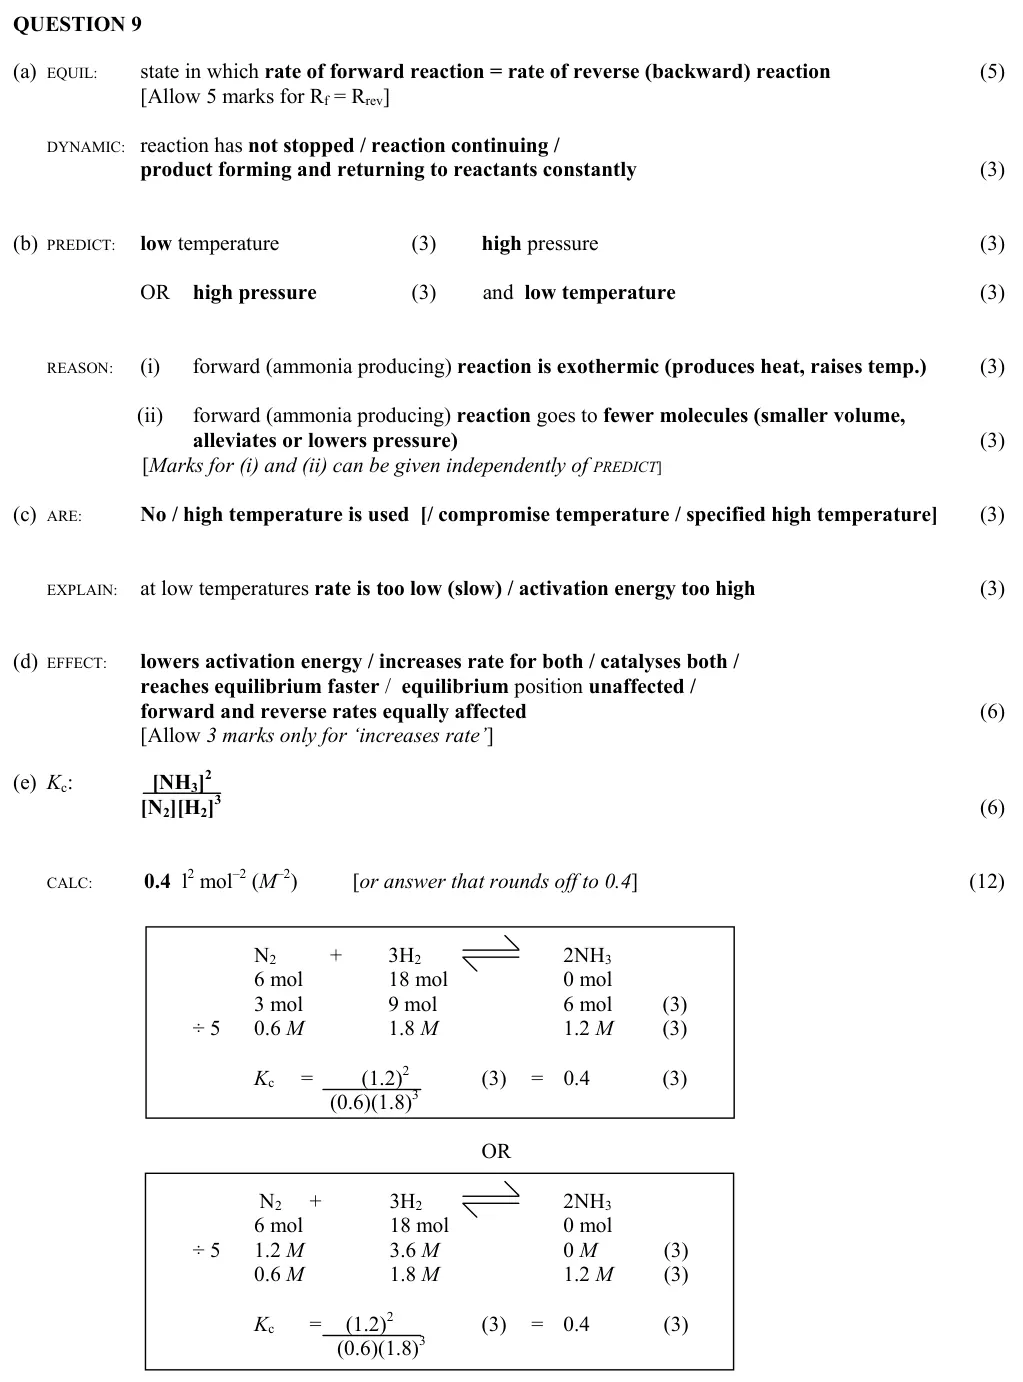 QUESTION 9
(a) EQUIL: state in which rate of forward reaction = rate of reverse (backward) reaction (5)
[Allow 5 marks for Rf = Rrev]
DYNAMIC: reaction has not stopped / reaction continuing /
product forming and returning to reactants constantly (3)
(b) PREDICT: low temperature (3) high pressure (3)
OR high pressure (3) and low temperature (3)
REASON: (i) forward (ammonia producing) reaction is exothermic (produces heat, raises temp.) (3)
(ii) forward (ammonia producing) reaction goes to fewer molecules (smaller volume,
alleviates or lowers pressure) (3)
[Marks for (i) and (ii) can be given independently of PREDICT]
(c) ARE: No / high temperature is used [/ compromise temperature / specified high temperature] (3)
EXPLAIN: at low temperatures rate is too low (slow) / activation energy too high (3)
(d) EFFECT: lowers activation energy / increases rate for both / catalyses both /
reaches equilibrium faster / equilibrium position unaffected /
forward and reverse rates equally affected (6)
[Allow 3 marks only for ‘increases rate’]
(e) Kc: [NH₃]²
[N₂][H₂]³ (6)
CALC: 0.4 l² mol⁻² (M⁻²) [or answer that rounds off to 0.4] (12)
N₂ + 3H₂ ⇌ 2NH₃
6 mol 18 mol 0 mol
3 mol 9 mol 6 mol (3)
÷ 5 0.6 M 1.8 M 1.2 M (3)
Kc = (1.2)² (3) = 0.4 (3)
(0.6)(1.8)³
OR
N₂ + 3H₂ ⇌ 2NH₃
6 mol 18 mol 0 mol
÷ 5 1.2 M 3.6 M 0 M (3)
0.6 M 1.8 M 1.2 M (3)
Kc = (1.2)² (3) = 0.4 (3)
(0.6)(1.8)³